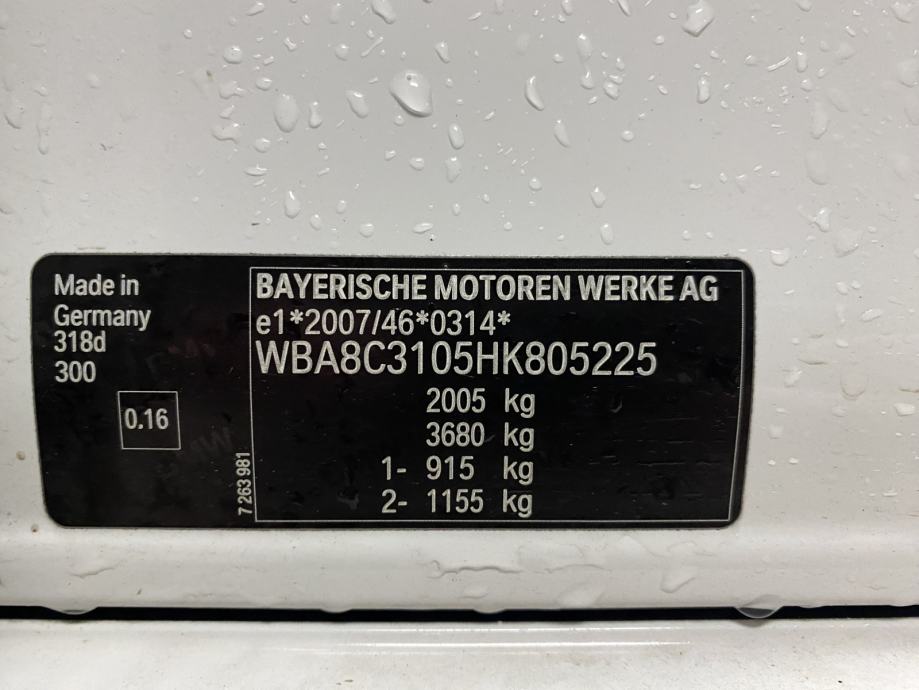 Made in
Germany
318d
300
0.16
7 263 981
BAYERISCHE MOTOREN WERKE AG
e1*2007/46*0314*
WBA8C3105HK805225
2005 kg
3680 kg
1- 915 kg
2- 1155 kg